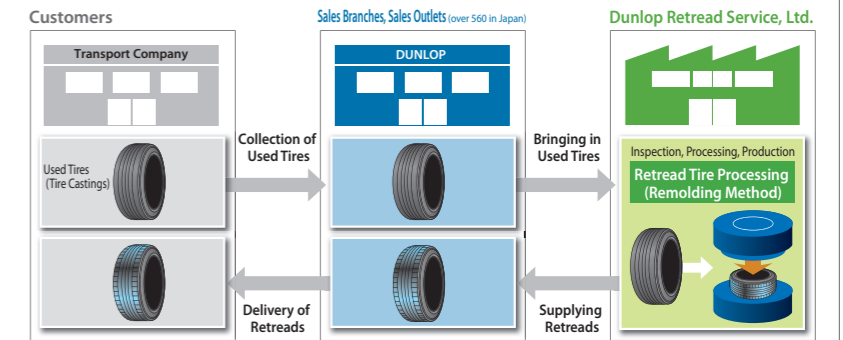 Customers
Sales Branches, Sales Outlets (over 560 in Japan)
Dunlop Retread Service, Ltd.
Transport Company
DUNLOP
Collection of
Used Tires
Bringing in
Used Tires
Used Tires
(Tire Castings)
Inspection, Processing, Production
Retread Tire Processing
(Remolding Method)
Delivery of
Retreads
Supplying
Retreads